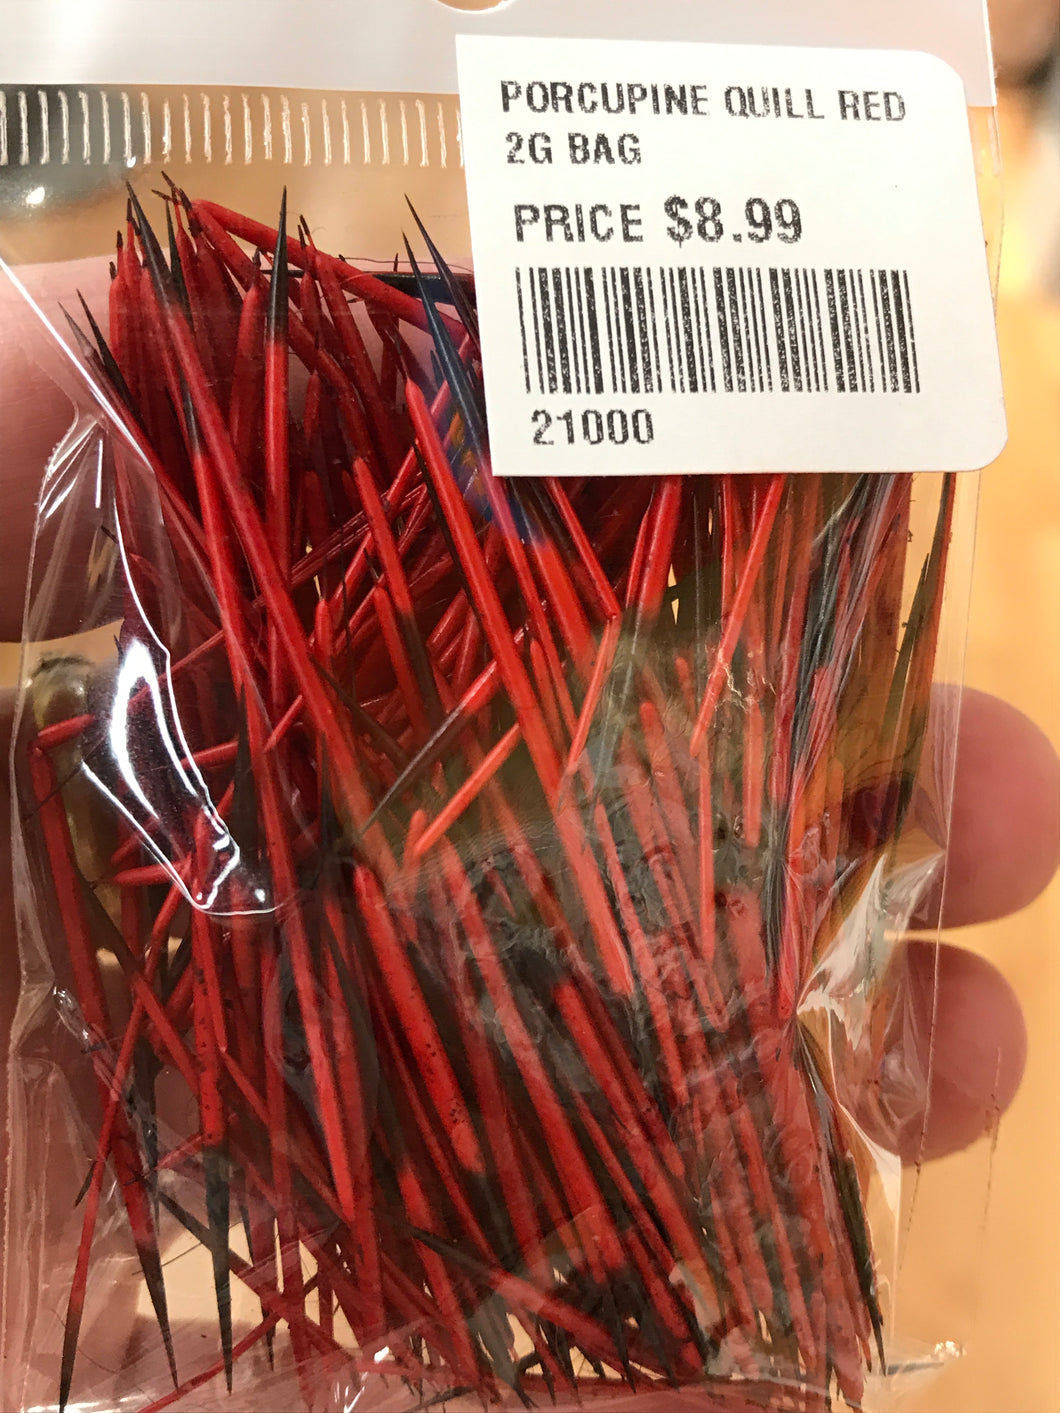 PORCUPINE QUILL RED
2G BAG
PRICE $8.99
21000